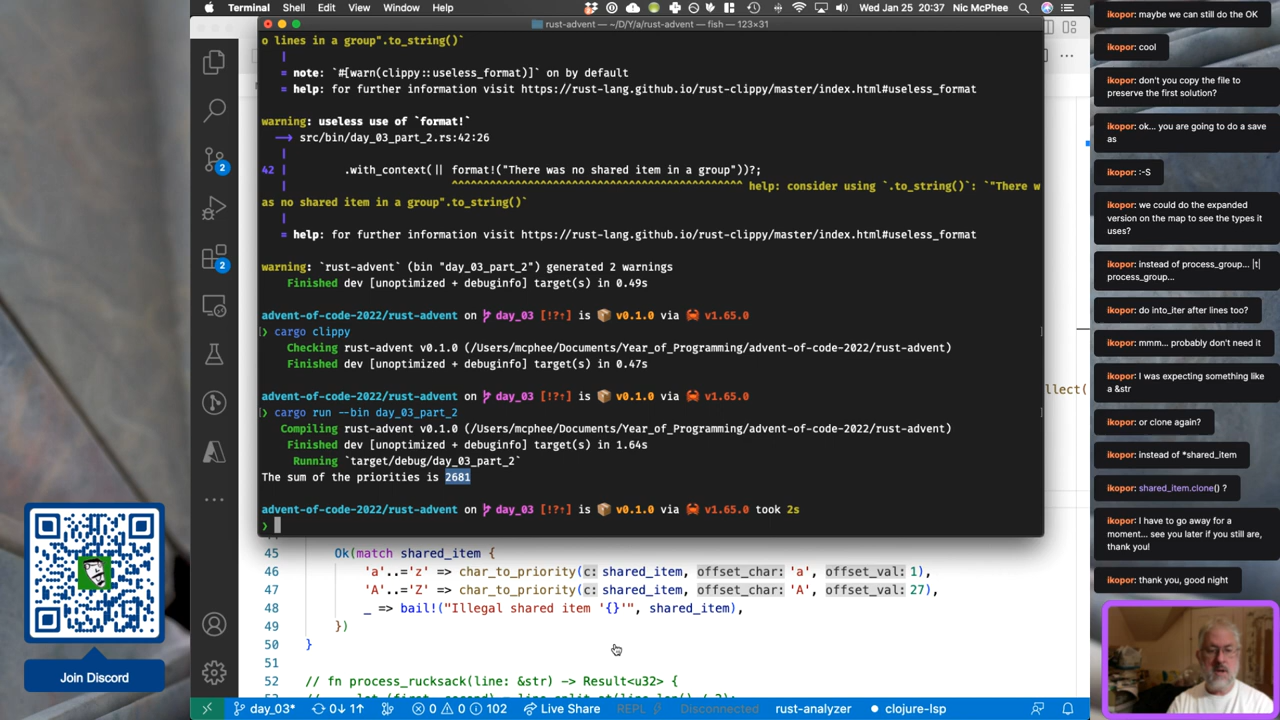 Terminal Shell Edit View Window Help
Wed Jan 25 20:37 Nic McPhee
rust-advent — ~/D/Y/a/rust-advent — fish — 123×31
o lines in a group".to_string()`
|
= note: `#[warn(clippy::useless_format)]` on by default
= help: for further information visit https://rust-lang.github.io/rust-clippy/master/index.html#useless_format
warning: useless use of `format!`
--> src/bin/day_03_part_2.rs:42:26
|
42 | .with_context(|| format!("There was no shared item in a group"))?;
| ^^^^^^^^^^^^^^^^^^^^^^^^^^^^^^^^^^^^^^^^^^^^^^ help: consider using `.to_string()`: `"There w
as no shared item in a group".to_string()`
|
= help: for further information visit https://rust-lang.github.io/rust-clippy/master/index.html#useless_format
warning: `rust-advent` (bin "day_03_part_2") generated 2 warnings
Finished dev [unoptimized + debuginfo] target(s) in 0.49s
advent-of-code-2022/rust-advent on day_03 [!?⇡] is 📦 v0.1.0 via 🦀 v1.65.0
❯ cargo clippy
Checking rust-advent v0.1.0 (/Users/mcphee/Documents/Year_of_Programming/advent-of-code-2022/rust-advent)
Finished dev [unoptimized + debuginfo] target(s) in 0.47s
advent-of-code-2022/rust-advent on day_03 [!?⇡] is 📦 v0.1.0 via 🦀 v1.65.0
❯ cargo run --bin day_03_part_2
Compiling rust-advent v0.1.0 (/Users/mcphee/Documents/Year_of_Programming/advent-of-code-2022/rust-advent)
Finished dev [unoptimized + debuginfo] target(s) in 1.64s
Running `target/debug/day_03_part_2`
The sum of the priorities is 2681
advent-of-code-2022/rust-advent on day_03 [!?⇡] is 📦 v0.1.0 via 🦀 v1.65.0 took 2s
❯
llect(
45 Ok(match shared_item {
46 'a'..='z' => char_to_priority(c: shared_item, offset_char: 'a', offset_val: 1),
47 'A'..='Z' => char_to_priority(c: shared_item, offset_char: 'A', offset_val: 27),
48 _ => bail!("Illegal shared item '{}'", shared_item),
49 })
50 }
51
52 // fn process_rucksack(line: &str) -> Result<u32> {
2
2
day_03* 0↓ 1↑ 0 0 102 Live Share REPL Disconnected rust-analyzer clojure-lsp
Join Discord
ikopor: maybe we can still do the OK
ikopor: cool
ikopor: don't you copy the file to
preserve the first solution?
ikopor: ok... you are going to do a save
as
ikopor: :-S
ikopor: we could do the expanded
version on the map to see the types it
uses?
ikopor: instead of process_group... |t|
process_group...
ikopor: do into_iter after lines too?
ikopor: mmm... probably don't need it
ikopor: I was expecting something like
a &str
ikopor: or clone again?
ikopor: instead of *shared_item
ikopor: shared_item.clone() ?
ikopor: I have to go away for a
moment... see you later if you still are,
thank you!
ikopor: thank you, good night